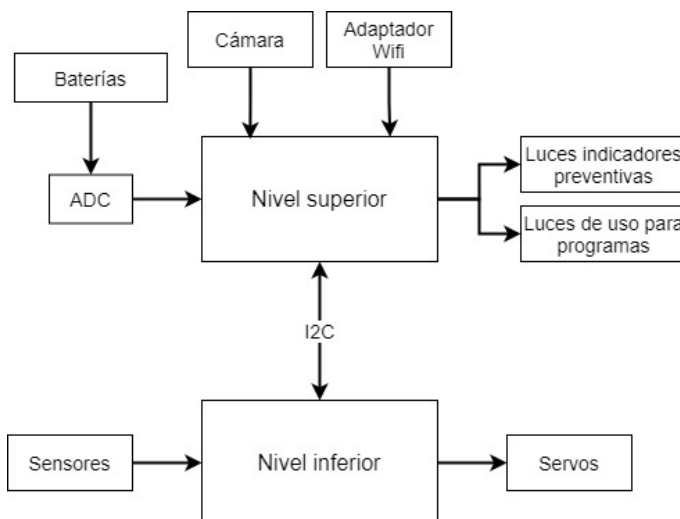 Cámara
Adaptador
Wifi
Baterías
Luces indicadores
preventivas
ADC
Nivel superior
Luces de uso para
programas
I2C
Sensores
Nivel inferior
Servos